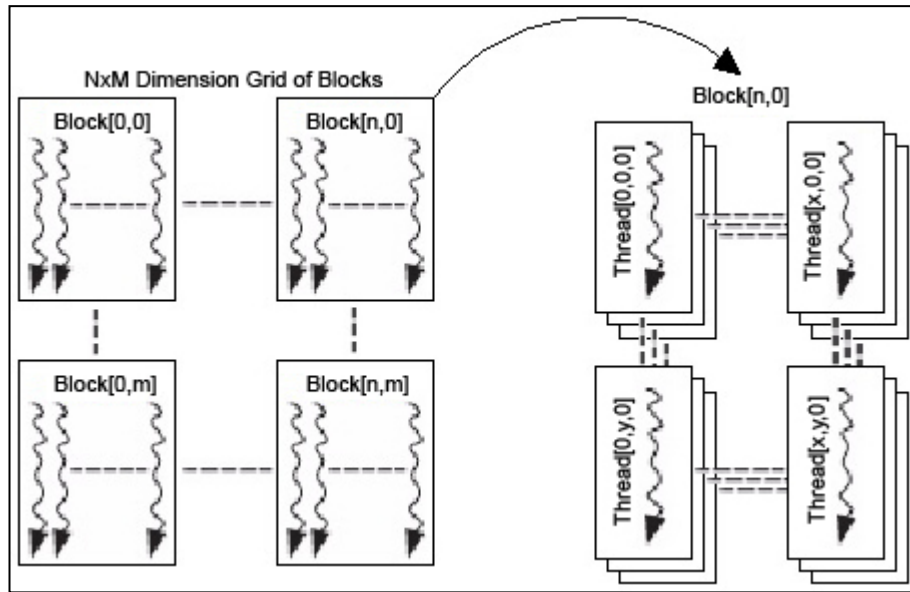 NxM Dimension Grid of Blocks
Block[0,0]
Block[n,0]
Block[0,m]
Block[n,m]
Block[n,0]
Thread[0,0,0]
Thread[x,0,0]
Thread[0,y,0]
Thread[x,y,0]